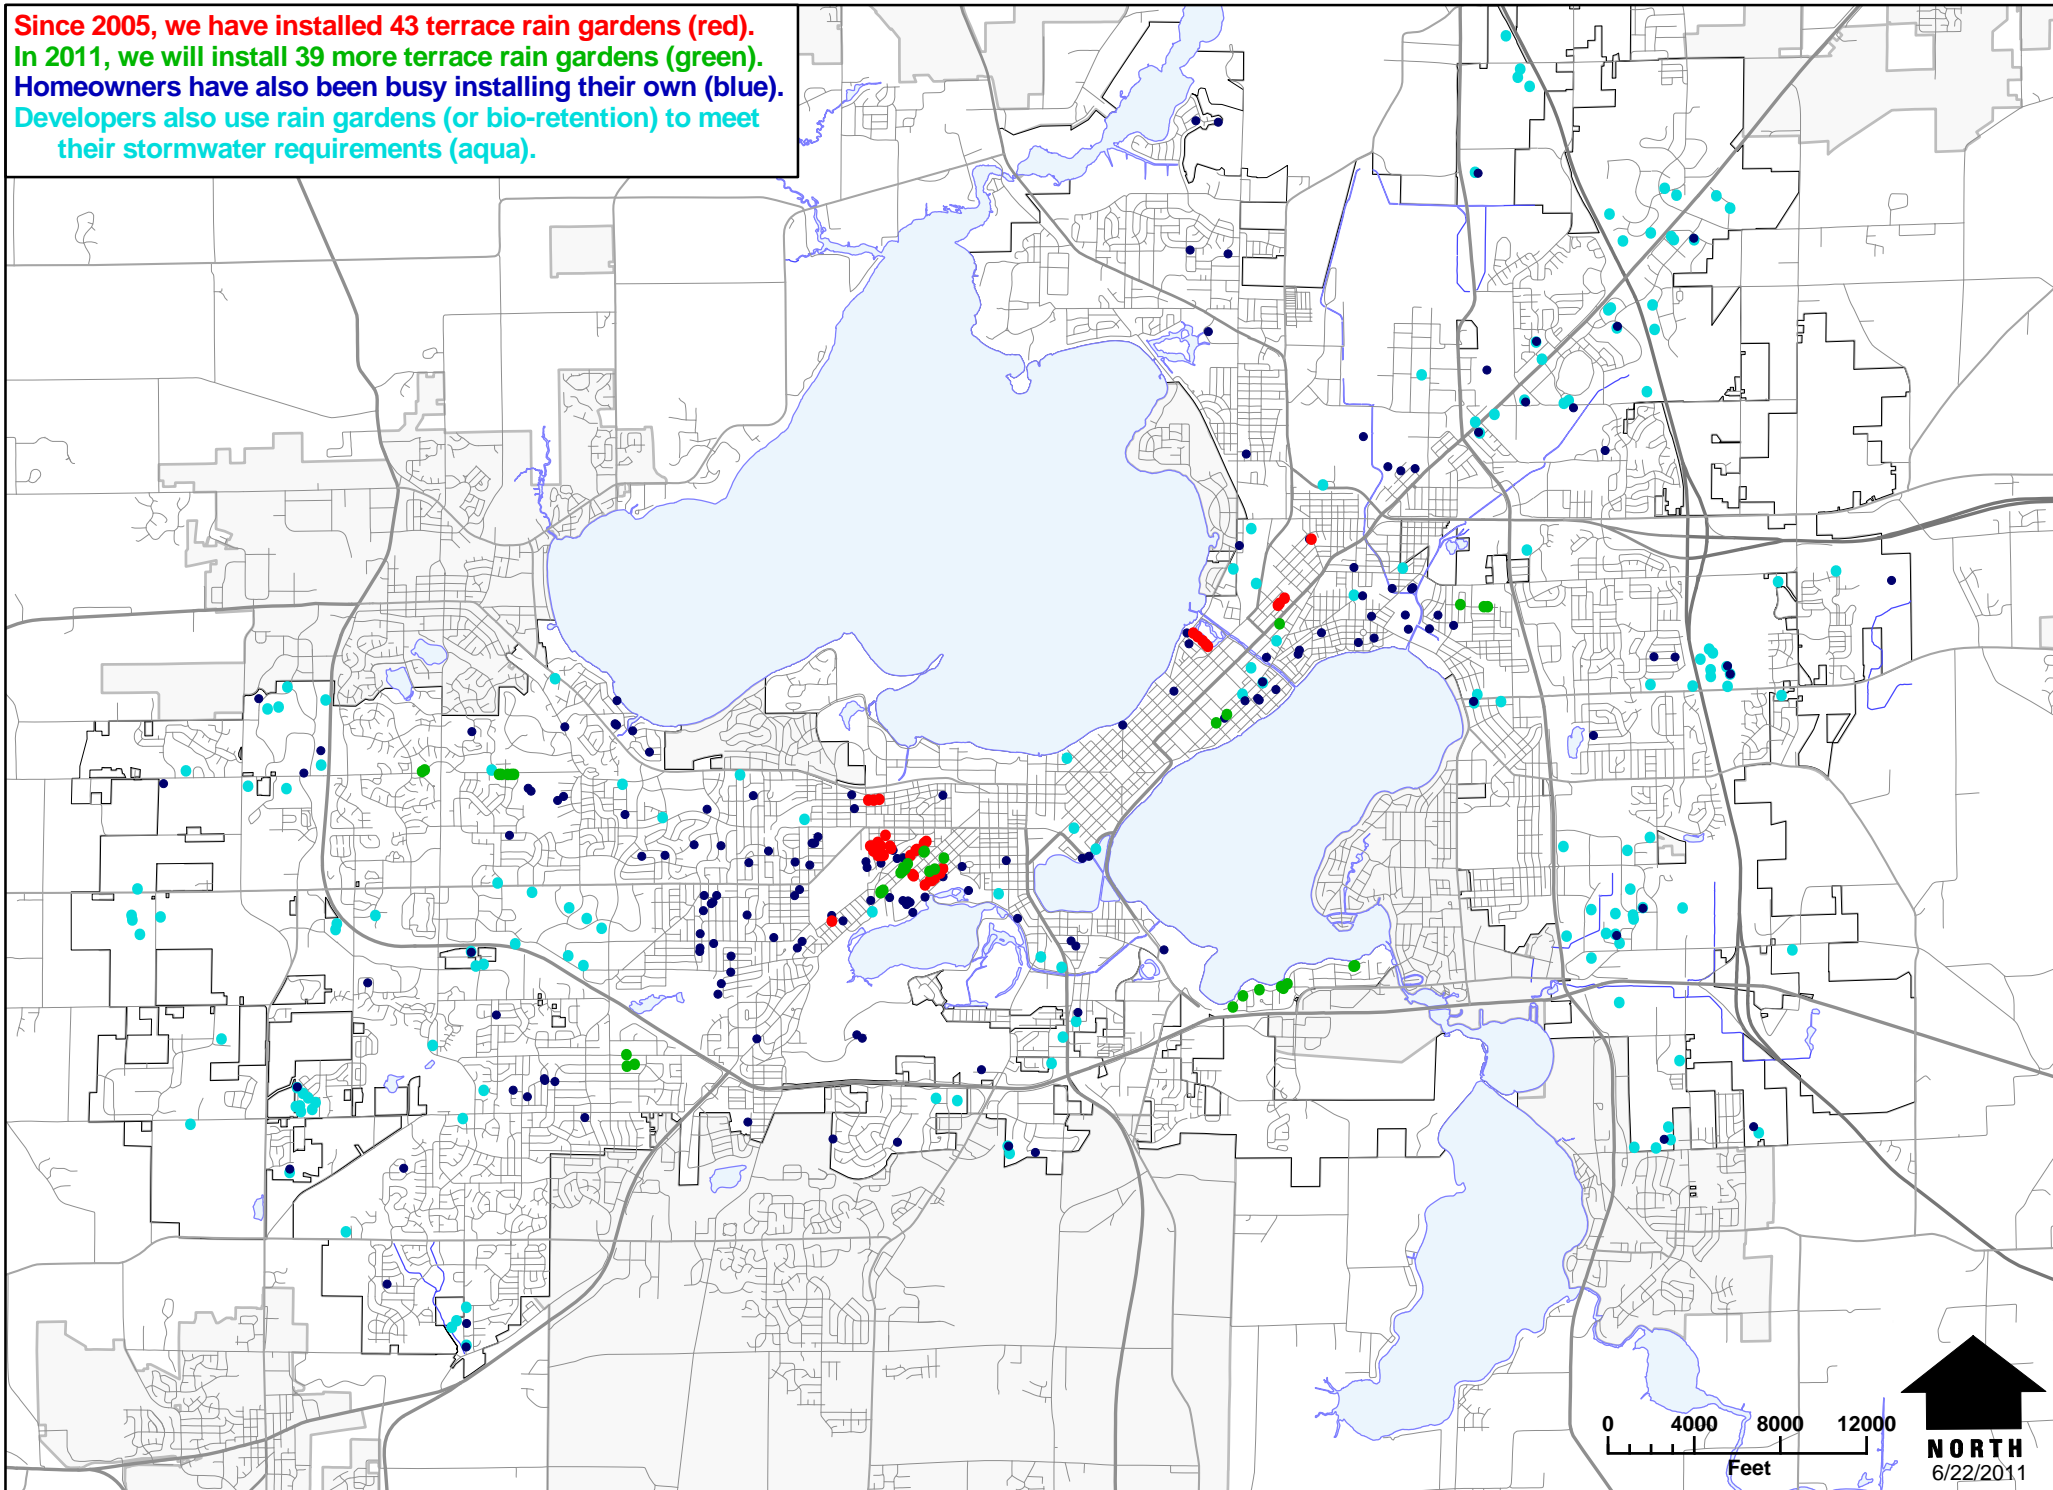 Since 2005, we have installed 43 terrace rain gardens (red).
In 2011, we will install 39 more terrace rain gardens (green).
Homeowners have also been busy installing their own (blue).
Developers also use rain gardens (or bio-retention) to meet
their stormwater requirements (aqua).
0 4000 8000 12000
Feet
NORTH
6/22/2011